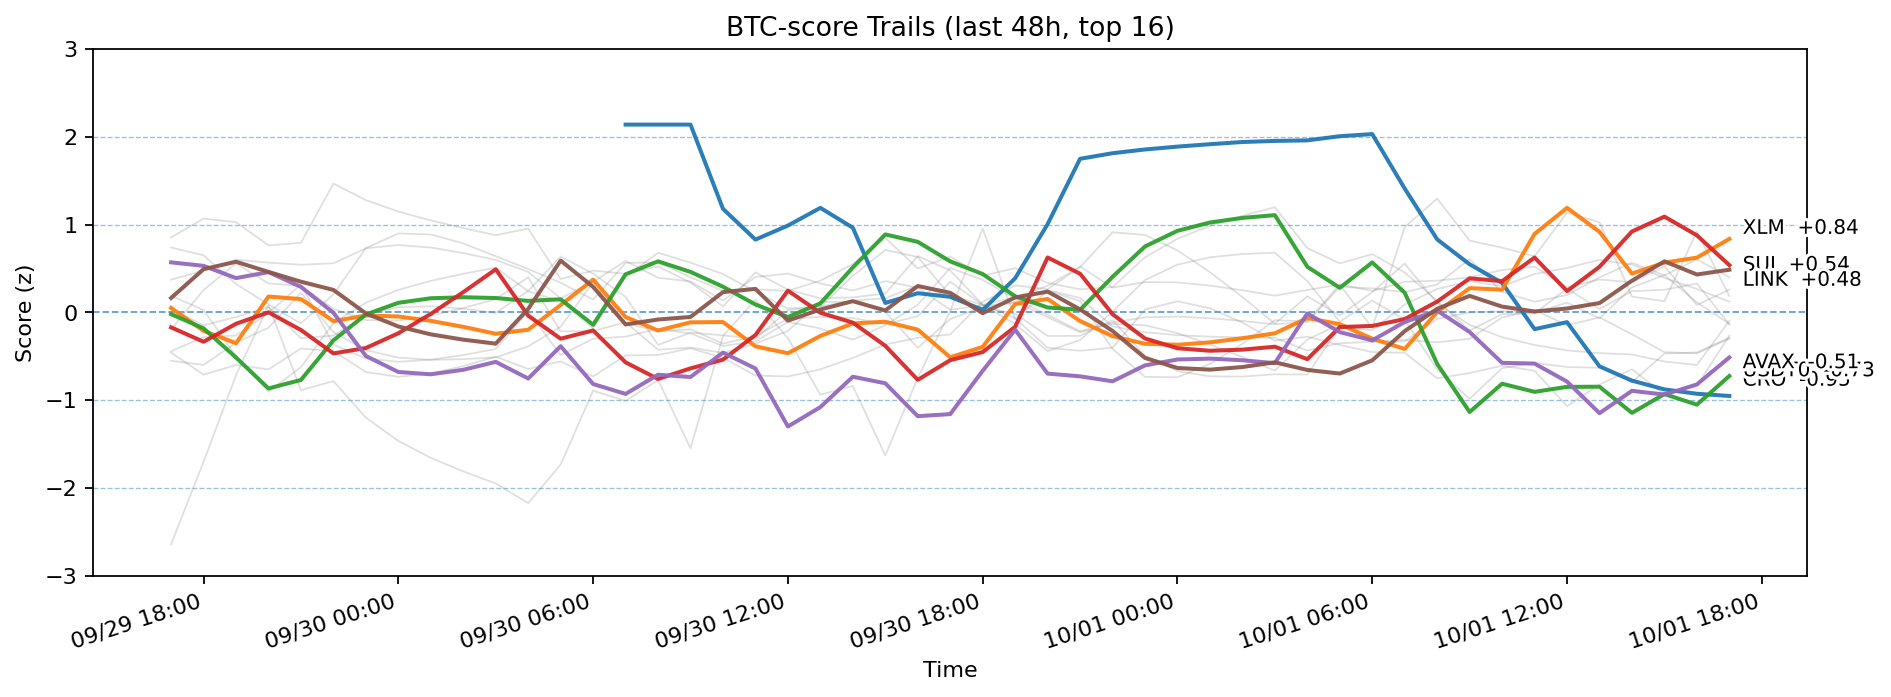 BTC-score Trails (last 48h, top 16)
Score (z)
3
2
1
0
−1
−2
−3
XLM +0.84
+0.54
LINK +0.48
AVAX -0.51
CRO -0.95
09/29 18:00
09/30 00:00
09/30 06:00
09/30 12:00
09/30 18:00
10/01 00:00
10/01 06:00
10/01 12:00
10/01 18:00
Time